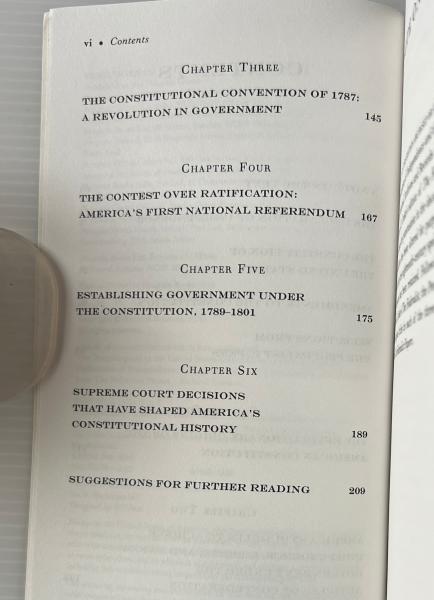 vi • Contents
CHAPTER THREE
THE CONSTITUTIONAL CONVENTION OF 1787:
A REVOLUTION IN GOVERNMENT 145
CHAPTER FOUR
THE CONTEST OVER RATIFICATION:
AMERICA'S FIRST NATIONAL REFERENDUM 167
CHAPTER FIVE
ESTABLISHING GOVERNMENT UNDER
THE CONSTITUTION, 1789–1801 175
CHAPTER SIX
SUPREME COURT DECISIONS
THAT HAVE SHAPED AMERICA'S
CONSTITUTIONAL HISTORY 189
SUGGESTIONS FOR FURTHER READING 209